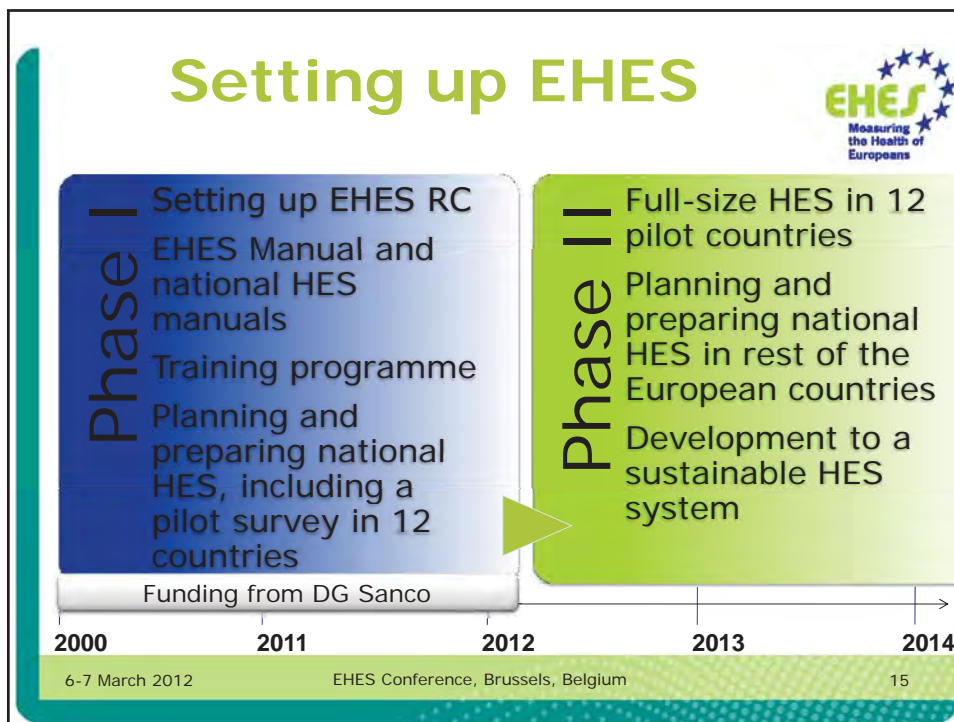 Setting up EHES
EHES
Measuring
the Health of
Europeans
Phase I
Setting up EHES RC
EHES Manual and
national HES
manuals
Training programme
Planning and
preparing national
HES, including a
pilot survey in 12
countries
Phase II
Full-size HES in 12
pilot countries
Planning and
preparing national
HES in rest of the
European countries
Development to a
sustainable HES
system
Funding from DG Sanco
2000 2011 2012 2013 2014
6-7 March 2012 EHES Conference, Brussels, Belgium 15